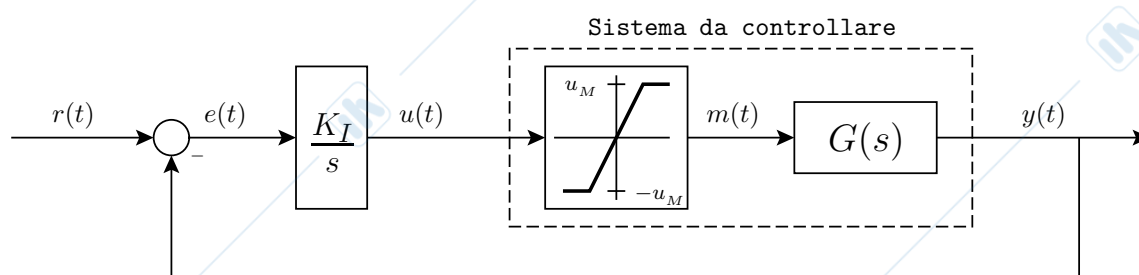 Sistema da controllare
r(t)
e(t)
K_I
s
u(t)
u_M
-u_M
m(t)
G(s)
y(t)
−